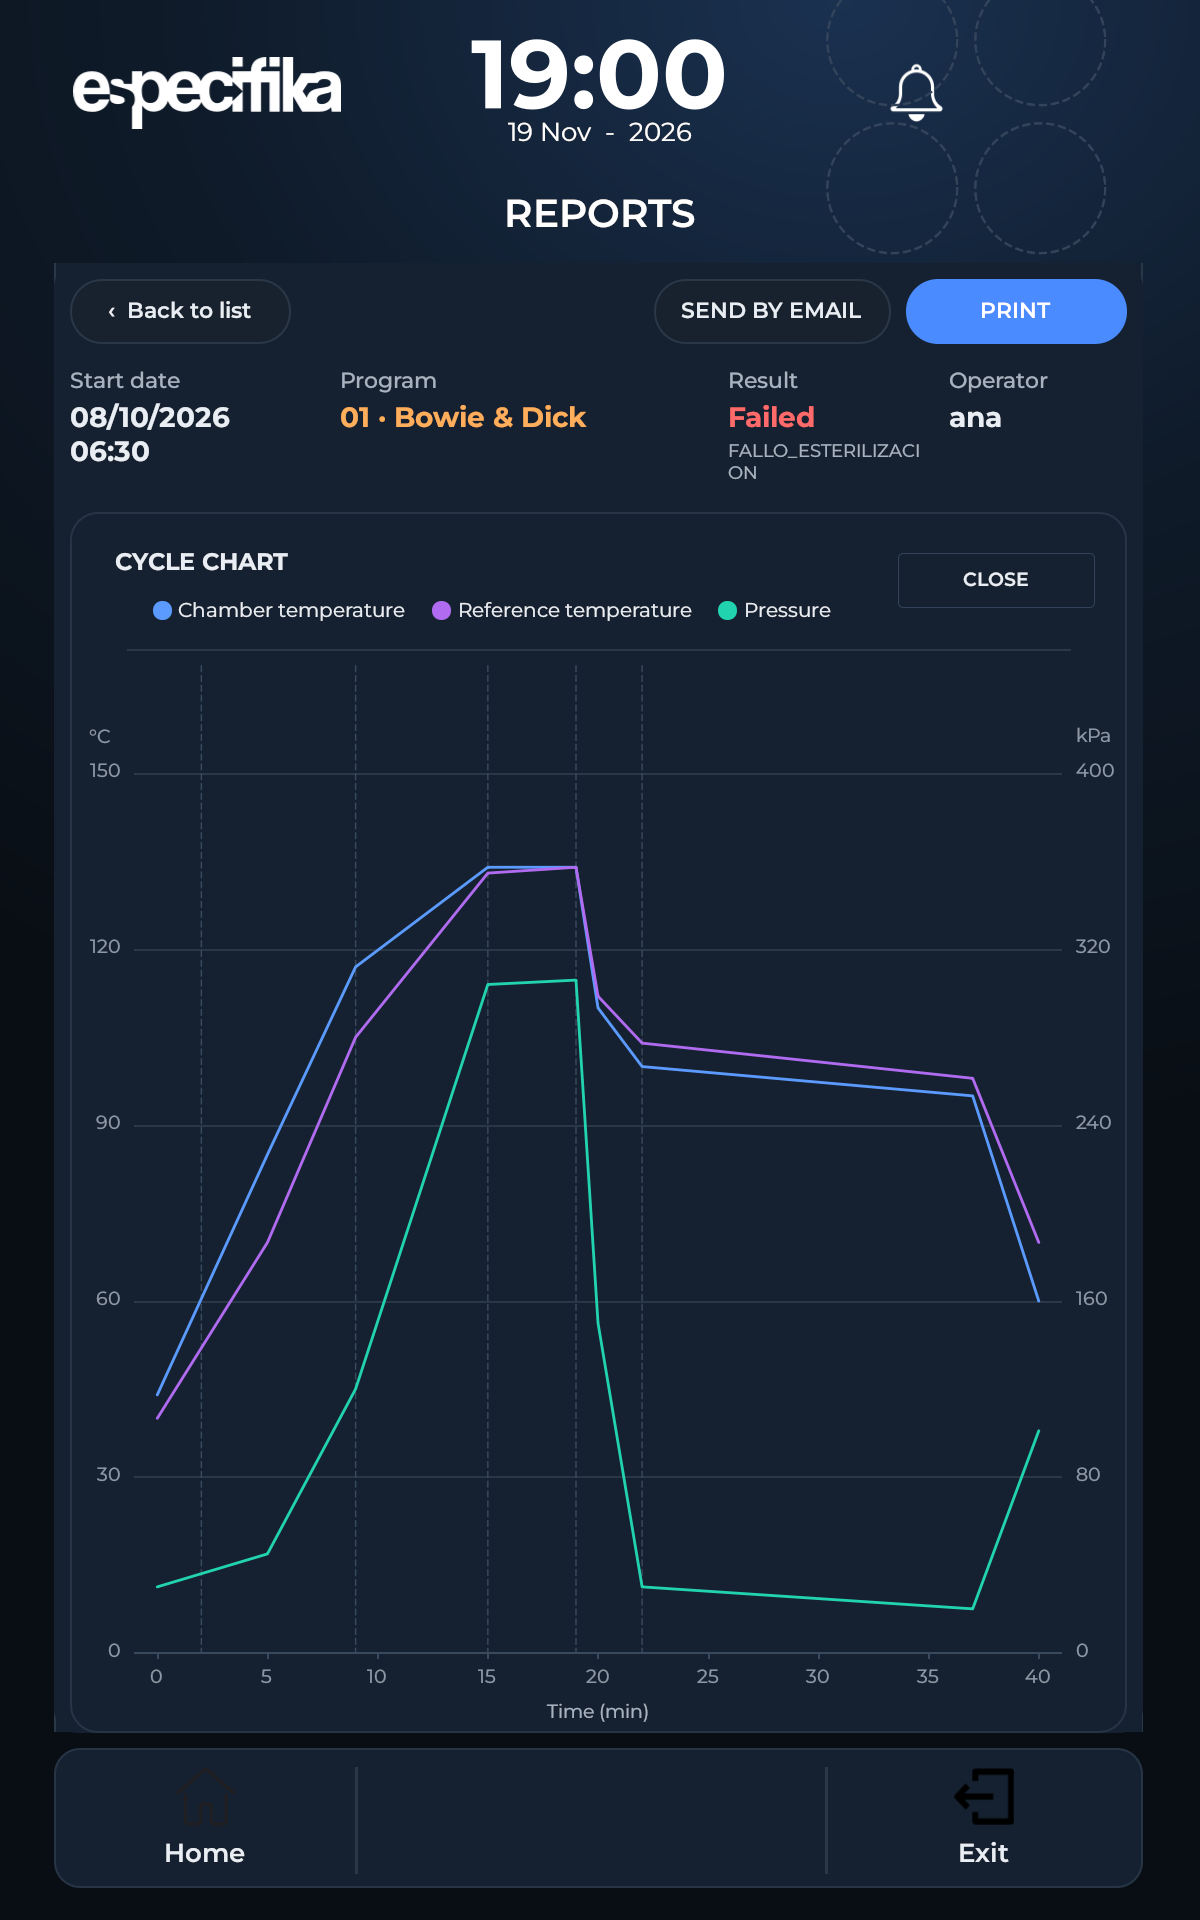 especifika
19:00
19 Nov - 2026
REPORTS
‹ Back to list
SEND BY EMAIL
PRINT
Start date
08/10/2026
06:30
Program
01 · Bowie & Dick
Result
Failed
FALLO_ESTERILIZACI
ON
Operator
ana
CYCLE CHART
CLOSE
Chamber temperature
Reference temperature
Pressure
°C
kPa
150
400
120
320
90
240
60
160
30
80
0
0
0 5 10 15 20 25 30 35 40
Time (min)
Home
Exit